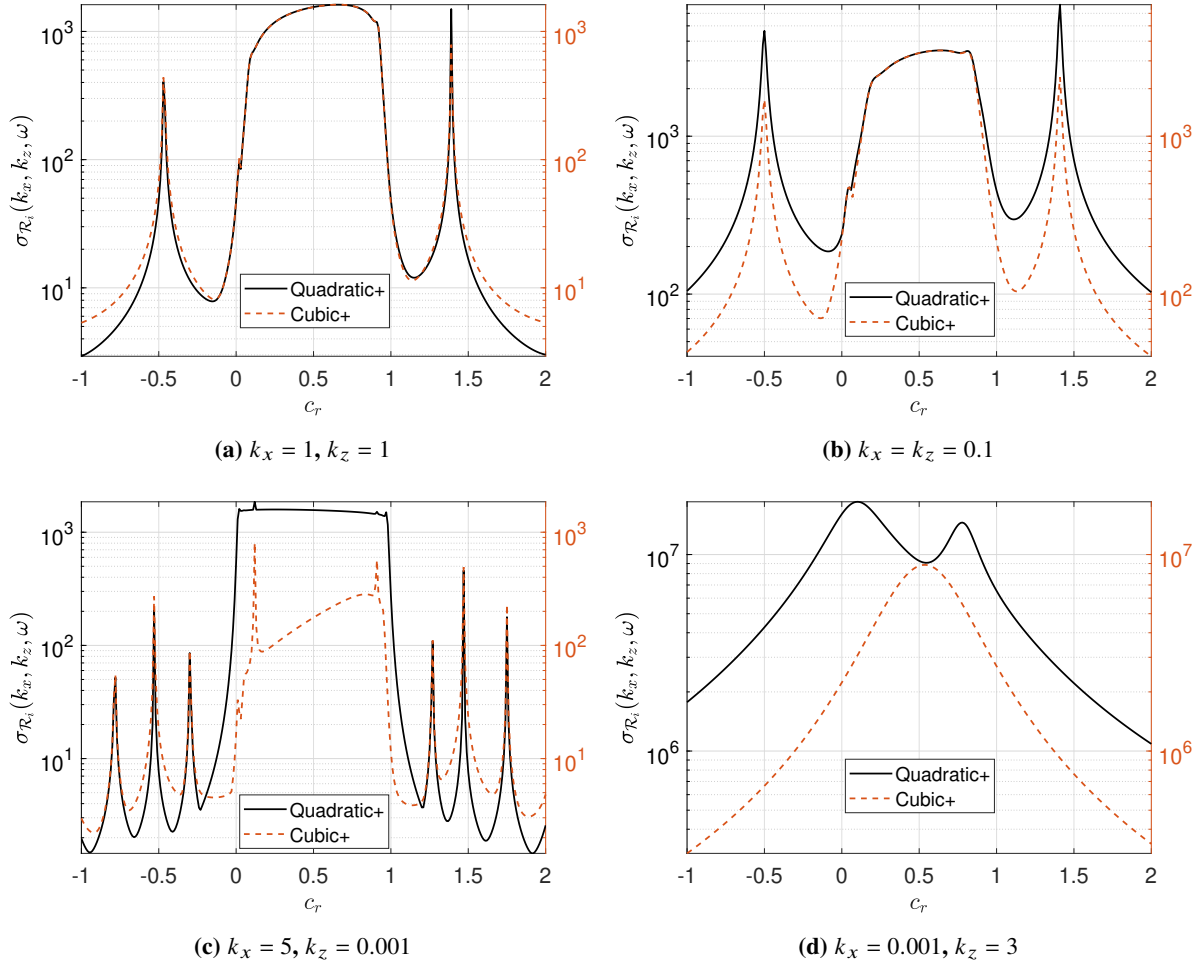 10^3
10^2
10^1
10^3
10^2
10^1
σ_{R_i}(k_x, k_z, ω)
Quadratic+
Cubic+
-1 -0.5 0 0.5 1 1.5 2
c_r
(a) k_x = 1, k_z = 1
10^3
10^2
10^3
10^2
σ_{R_i}(k_x, k_z, ω)
Quadratic+
Cubic+
-1 -0.5 0 0.5 1 1.5 2
c_r
(b) k_x = k_z = 0.1
10^3
10^2
10^1
10^3
10^2
10^1
σ_{R_i}(k_x, k_z, ω)
Quadratic+
Cubic+
-1 -0.5 0 0.5 1 1.5 2
c_r
(c) k_x = 5, k_z = 0.001
10^7
10^6
10^7
10^6
σ_{R_i}(k_x, k_z, ω)
Quadratic+
Cubic+
-1 -0.5 0 0.5 1 1.5 2
c_r
(d) k_x = 0.001, k_z = 3